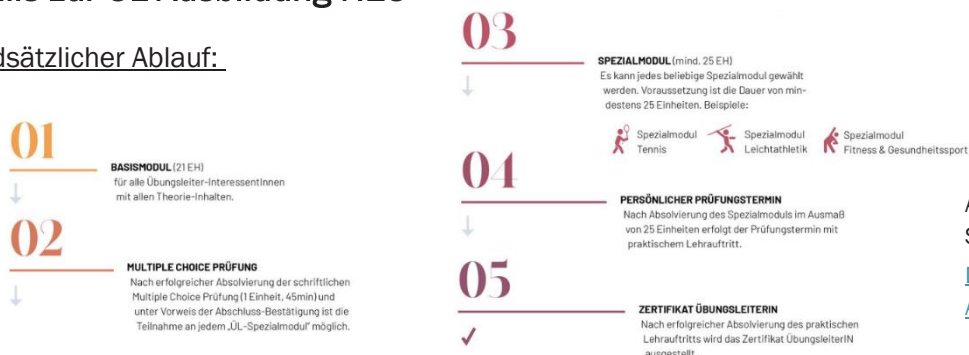 dsätzlicher Ablauf:
01
BASISMODUL (21 EH)
für alle Übungsleiter-InteressentInnen
mit allen Theorie-Inhalten.
02
MULTIPLE CHOICE PRÜFUNG
Nach erfolgreicher Absolvierung der schriftlichen
Multiple Choice Prüfung (1 Einheit, 45min) und
unter Vorweis der Abschluss-Bestätigung ist die
Teilnahme an jedem „ÜL-Spezialmodul" möglich.
03
SPEZIALMODUL (mind. 25 EH)
Es kann jedes beliebige Spezialmodul gewählt
werden. Voraussetzung ist die Dauer von min-
destens 25 Einheiten. Beispiele:
Spezialmodul
Tennis
Spezialmodul
Leichtathletik
Spezialmodul
Fitness & Gesundheitssport
04
PERSÖNLICHER PRÜFUNGSTERMIN
Nach Absolvierung des Spezialmoduls im Ausmaß
von 25 Einheiten erfolgt der Prüfungstermin mit
praktischem Lehrauftritt.
05
ZERTIFIKAT ÜBUNGSLEITERIN
Nach erfolgreicher Absolvierung des praktischen
Lehrauftritts wird das Zertifikat ÜbungsleiterIN
ausgestellt.
A
S